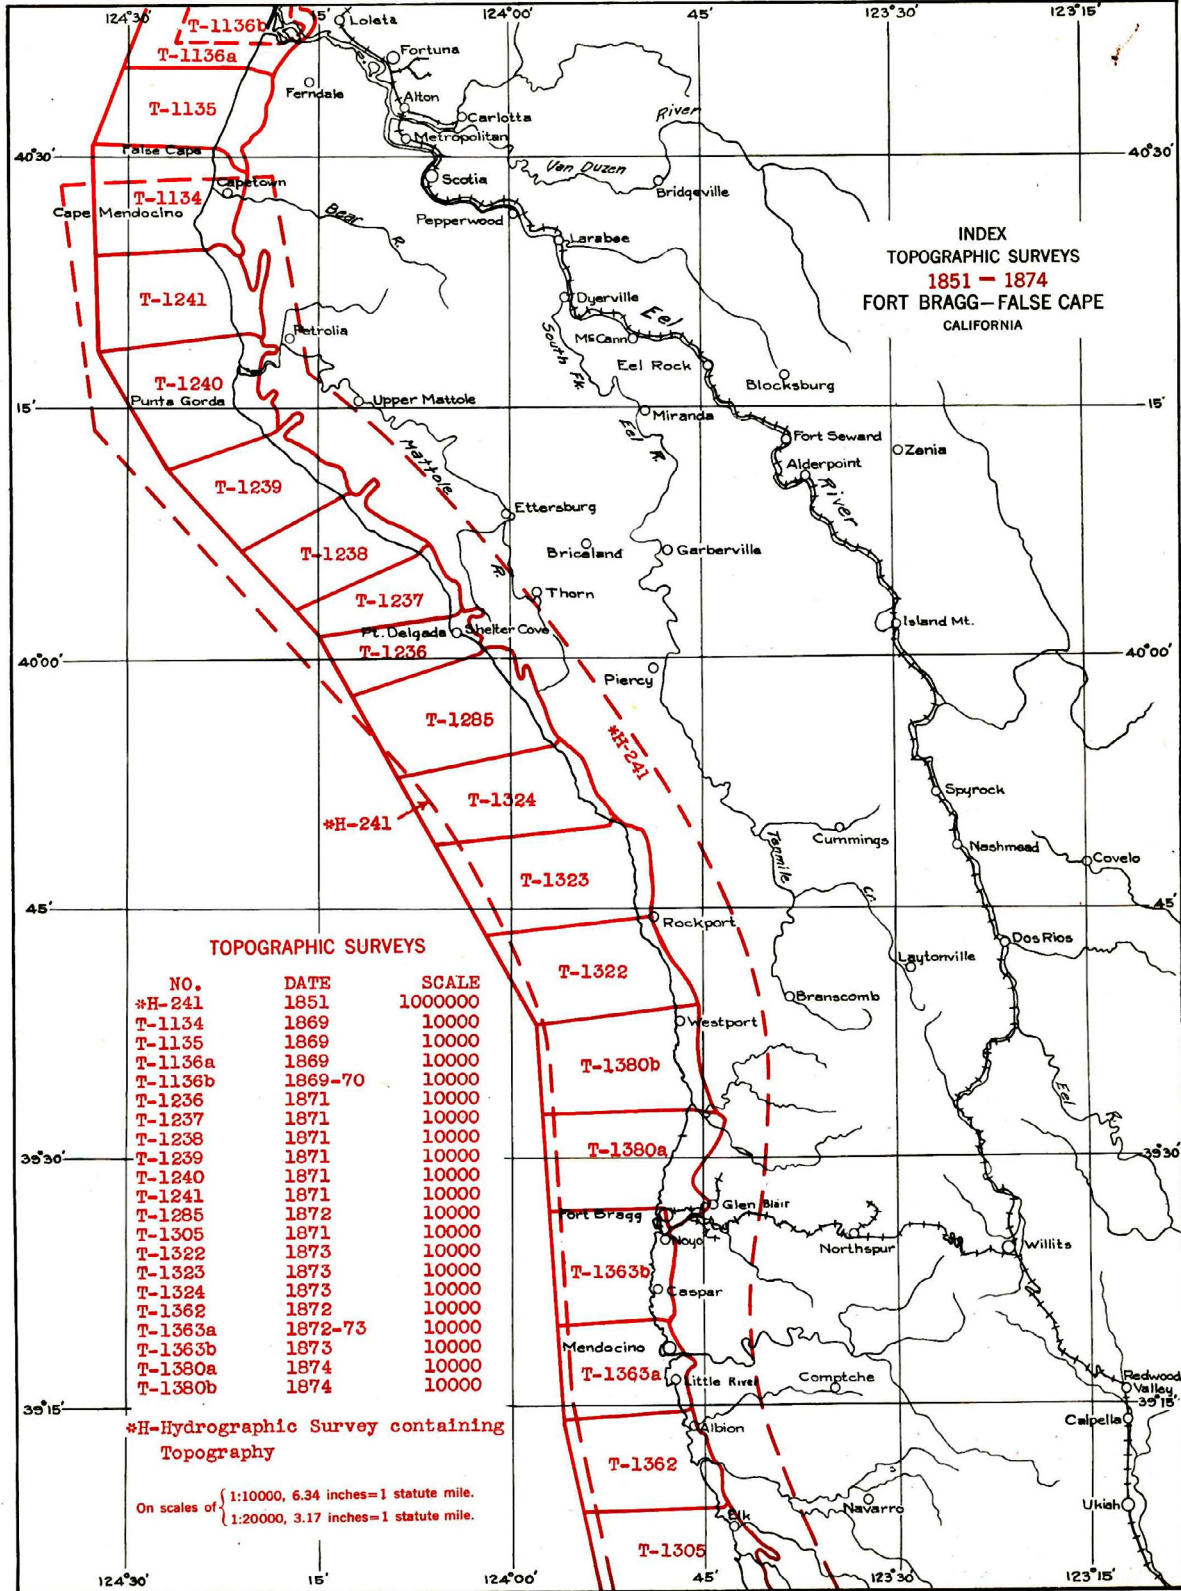 124°30'
15'
124°00'
45'
123°30'
123°15'
T-1136b
Loleta
T-1136a
Fortuna
R.
T-1135
Ferndale
Alton
Carlotta
River
Metropolitan
40°30'
False Cape
Van Duzen
40°30'
Scotia
Capetown
T-1134
Bridgeville
Cape Mendocino
Bear R.
Pepperwood
Larabee
INDEX
TOPOGRAPHIC SURVEYS
1851 — 1874
FORT BRAGG—FALSE CAPE
CALIFORNIA
T-1241
Dyerville
Eel
Petrolia
South Fk.
McCann
Eel Rock
Blocksburg
T-1240
Punta Gorda
Upper Mattole
15'
Miranda
Eel R.
Fort Seward
Zenia
Mattole
Alderpoint
T-1239
River
Ettersburg
T-1238
Briceland
Garberville
R.
Thorn
T-1237
Island Mt.
Pt. Delgada
Shelter Cove
T-1236
40°00'
40°00'
Piercy
T-1285
*H-241
T-1324
Spyrock
*H-241
Cummings
Tenmile
Nashmead
Covelo
T-1323
Cr.
45'
Rockport
Dos Rios
Laytonville
T-1322
Branscomb
Westport
T-1380b
Eel R.
T-1380a
39°30'
39°30'
Glen Blair
Fort Bragg
Noyo
Northspur
Willits
T-1363b
Caspar
Mendocino
T-1363a
Little River
Comptche
Redwood
Valley
39°15'
39°15'
Albion
Calpella
T-1362
Navarro
Ukiah
Elk
T-1305
TOPOGRAPHIC SURVEYS
NO. DATE SCALE
*H-241 1851 1000000
T-1134 1869 10000
T-1135 1869 10000
T-1136a 1869 10000
T-1136b 1869-70 10000
T-1236 1871 10000
T-1237 1871 10000
T-1238 1871 10000
T-1239 1871 10000
T-1240 1871 10000
T-1241 1871 10000
T-1285 1872 10000
T-1305 1871 10000
T-1322 1873 10000
T-1323 1873 10000
T-1324 1873 10000
T-1362 1872 10000
T-1363a 1872-73 10000
T-1363b 1873 10000
T-1380a 1874 10000
T-1380b 1874 10000
*H-Hydrographic Survey containing
Topography
On scales of { 1:10000, 6.34 inches=1 statute mile.
1:20000, 3.17 inches=1 statute mile.
124°30'
15'
124°00'
45'
123°30'
123°15'